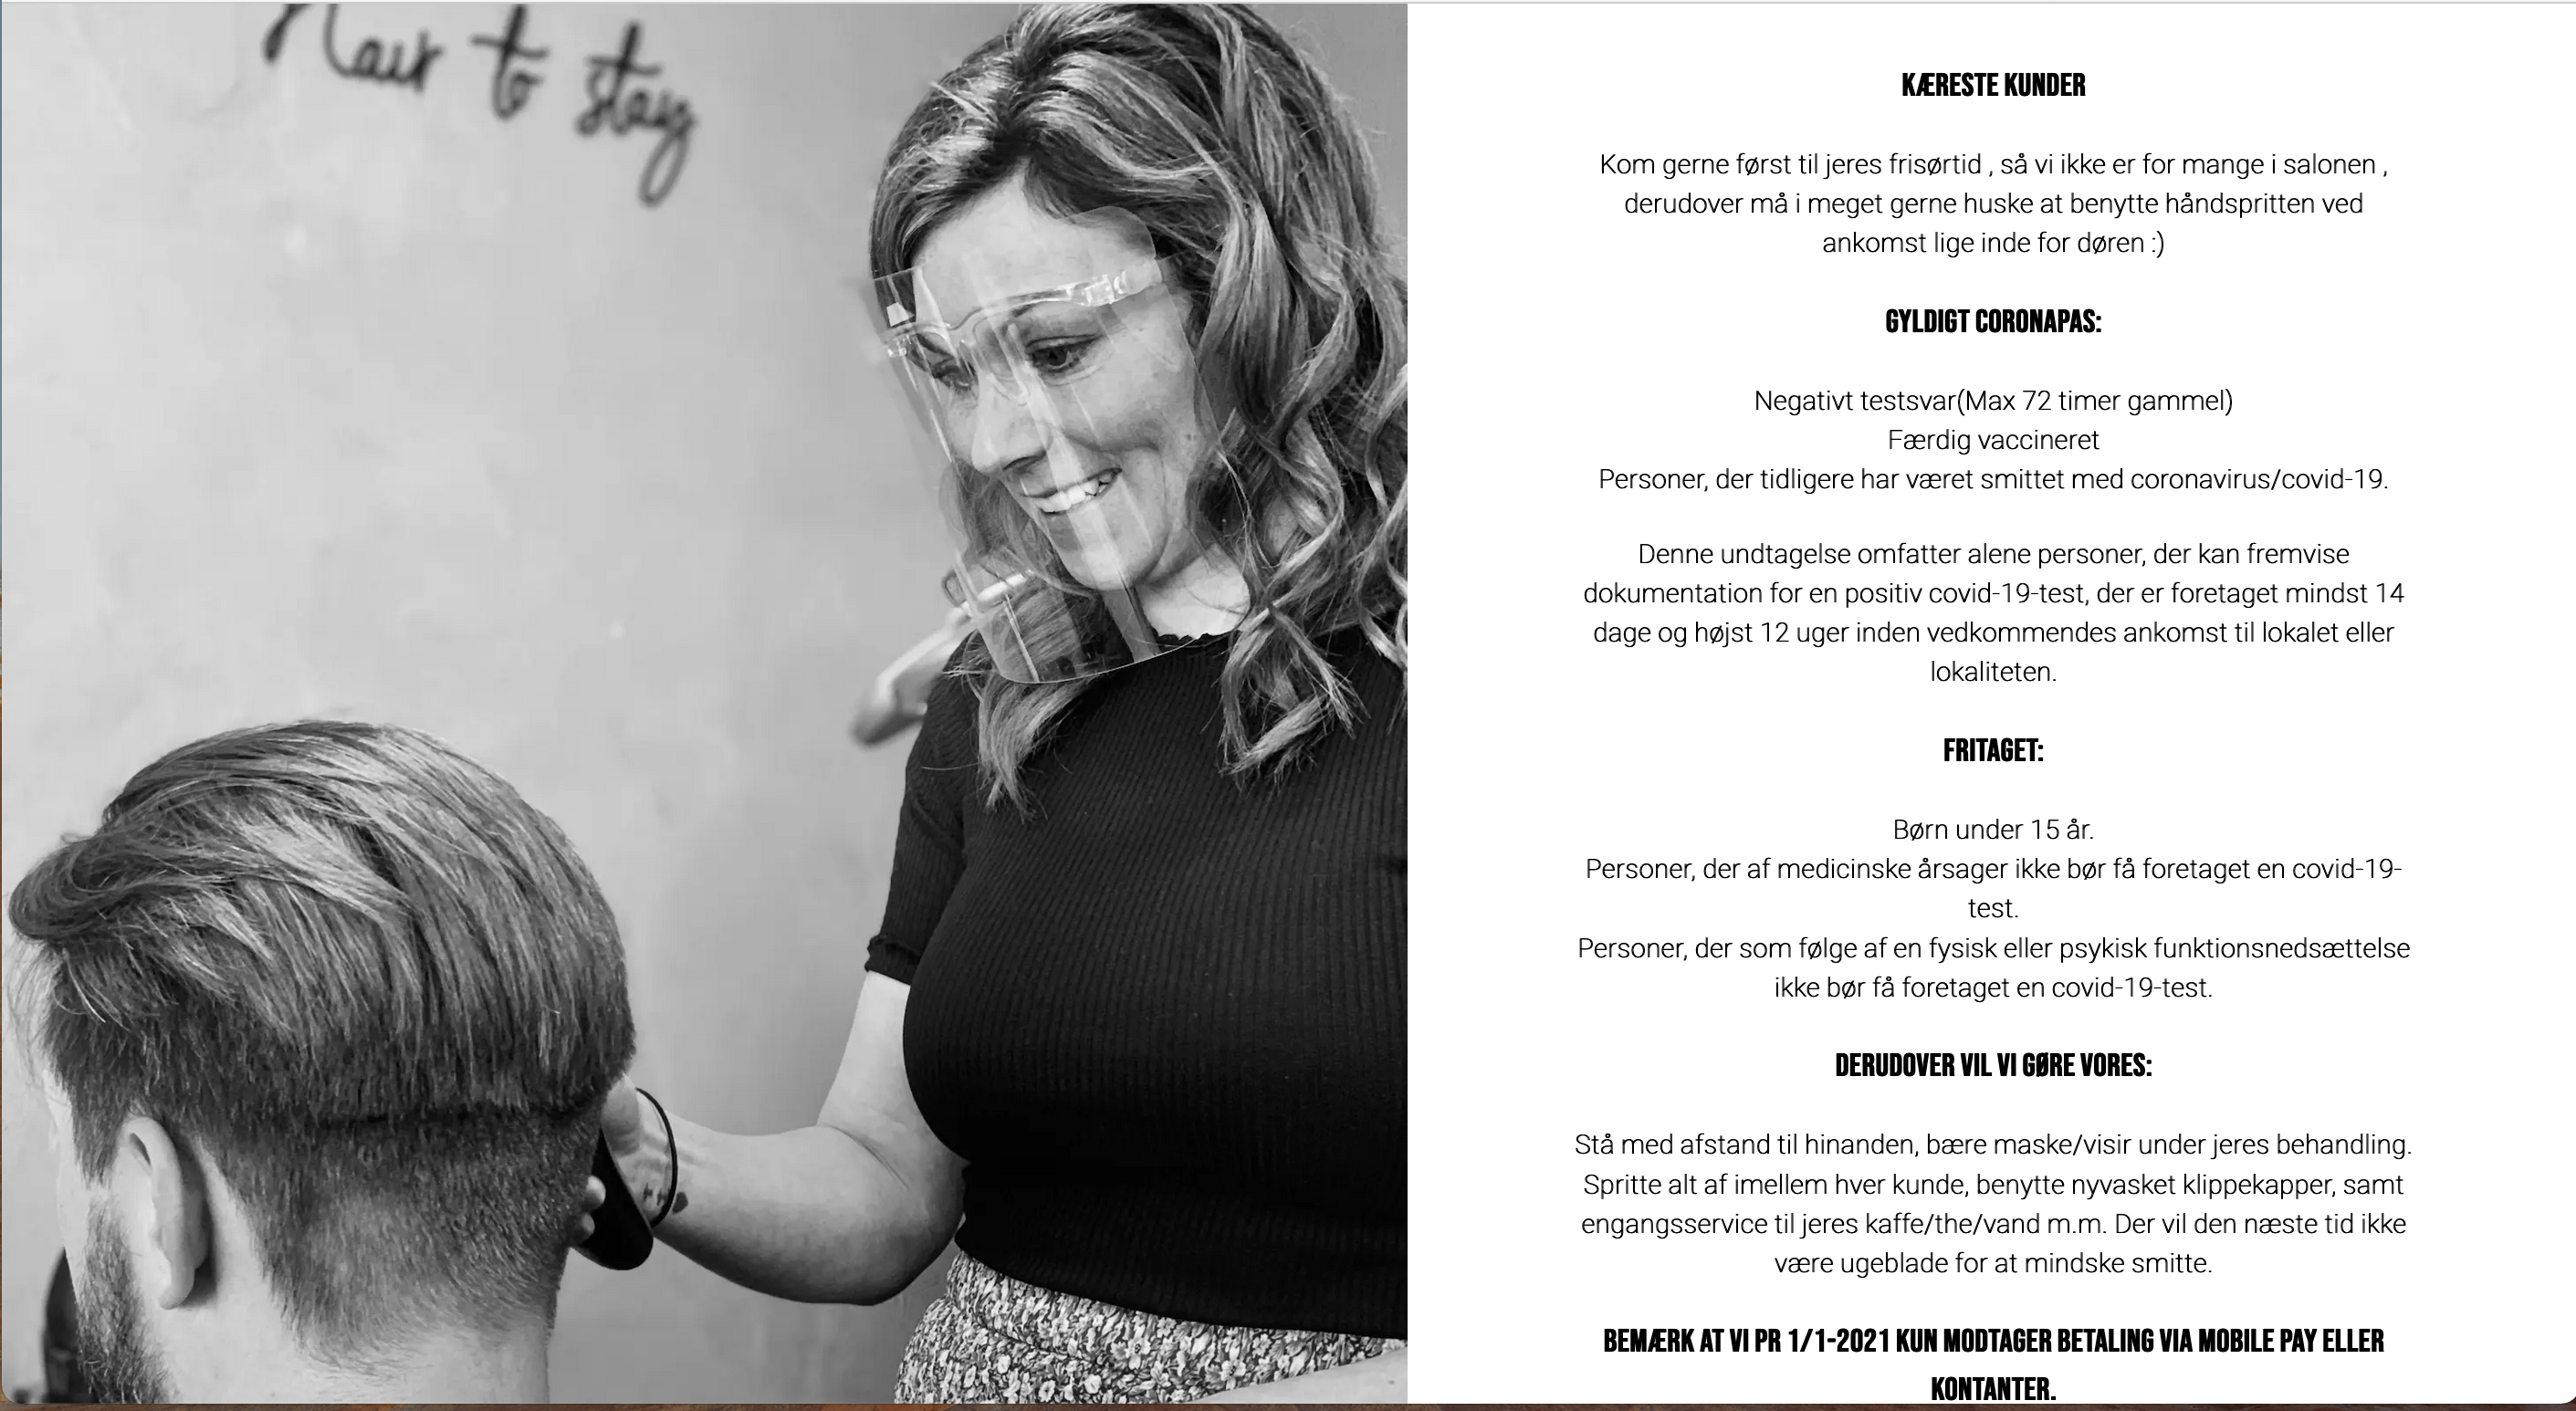 Hair to stay
KÆRESTE KUNDER
Kom gerne først til jeres frisørtid , så vi ikke er for mange i salonen ,
derudover må i meget gerne huske at benytte håndspritten ved
ankomst lige inde for døren :)
GYLDIGT CORONAPAS:
Negativt testsvar(Max 72 timer gammel)
Færdig vaccineret
Personer, der tidligere har været smittet med coronavirus/covid-19.
Denne undtagelse omfatter alene personer, der kan fremvise
dokumentation for en positiv covid-19-test, der er foretaget mindst 14
dage og højst 12 uger inden vedkommendes ankomst til lokalet eller
lokaliteten.
FRITAGET:
Børn under 15 år.
Personer, der af medicinske årsager ikke bør få foretaget en covid-19-
test.
Personer, der som følge af en fysisk eller psykisk funktionsnedsættelse
ikke bør få foretaget en covid-19-test.
DERUDOVER VIL VI GØRE VORES:
Stå med afstand til hinanden, bære maske/visir under jeres behandling.
Spritte alt af imellem hver kunde, benytte nyvasket klippekapper, samt
engangsservice til jeres kaffe/the/vand m.m. Der vil den næste tid ikke
være ugeblade for at mindske smitte.
BEMÆRK AT VI PR 1/1-2021 KUN MODTAGER BETALING VIA MOBILE PAY ELLER
KONTANTER.